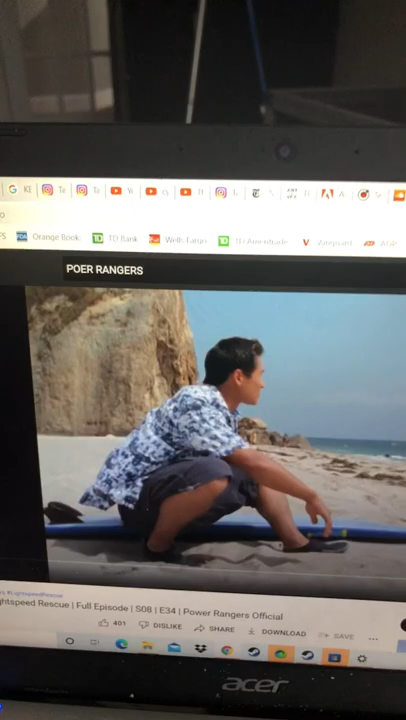 Orange Book
TD Bank
Wells Fargo
TD Ameritrade
Vanguard
POER RANGERS
#LightspeedRescue
ghtspeed Rescue | Full Episode | S08 | E34 | Power Rangers Official
401
DISLIKE
SHARE
DOWNLOAD
SAVE
acer